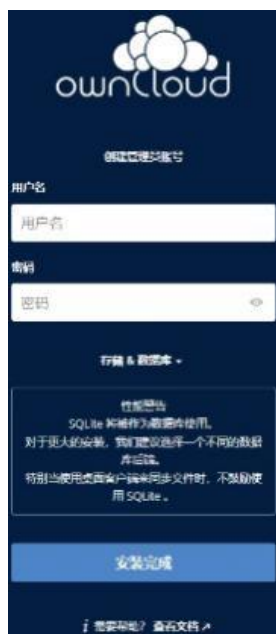 ownCloud
创建管理员账号
用户名
用户名
密码
密码
存储 & 数据库
性能警告
SQLite 将被作为数据库使用。
对于更大的安装，我们建议选择一个不同的数据
库后端。
特别当使用桌面客户端来同步文件时，不鼓励使
用 SQLite 。
安装完成
i 需要帮助？ 查看文档 ↗